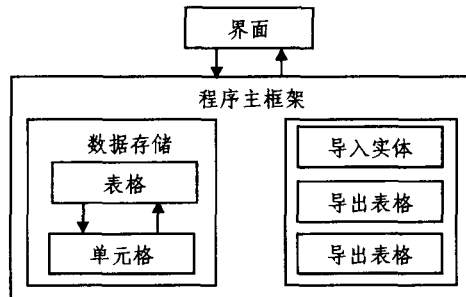 界面
程序主框架
数据存储
表格
单元格
导入实体
导出表格
导出表格